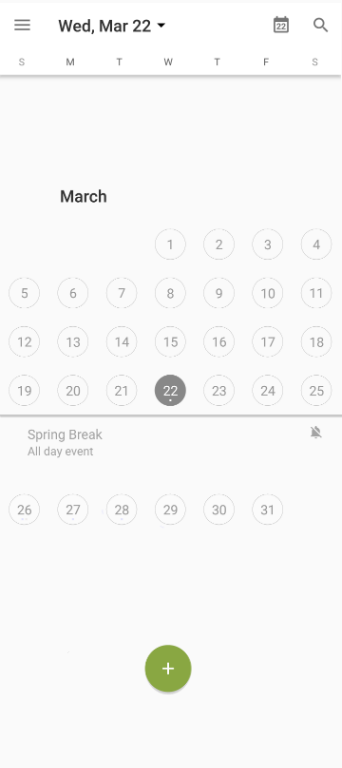 Wed, Mar 22
22
S M T W T F S
March
1 2 3 4
5 6 7 8 9 10 11
12 13 14 15 16 17 18
19 20 21 22 23 24 25
Spring Break
All day event
26 27 28 29 30 31
+